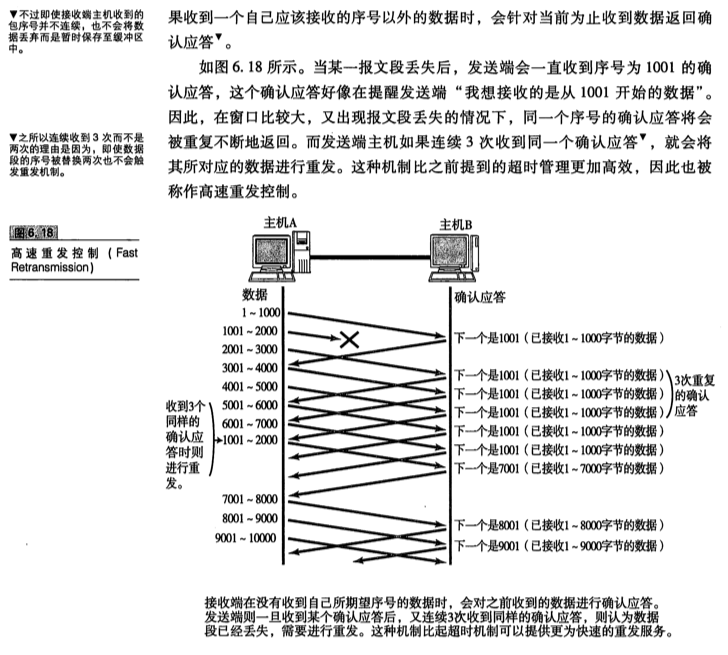 ▼不过即使接收端主机收到的
包序号并不连续，也不会将数
据丢弃而是暂时保存至缓冲区
中。
果收到一个自己应该接收的序号以外的数据时，会针对当前为止收到数据返回确
认应答▼。
如图 6.18 所示。当某一报文段丢失后，发送端会一直收到序号为 1001 的确
认应答，这个确认应答好像在提醒发送端“我想接收的是从 1001 开始的数据”。
因此，在窗口比较大，又出现报文段丢失的情况下，同一个序号的确认应答将会
被重复不断地返回。而发送端主机如果连续 3 次收到同一个确认应答▼，就会将
其所对应的数据进行重发。这种机制比之前提到的超时管理更加高效，因此也被
称作高速重发控制。
▼之所以连续收到 3 次而不是
两次的理由是因为，即使数据
段的序号被替换两次也不会触
发重发机制。
图6.18
高速重发控制（Fast
Retransmission）
主机A
主机B
数据
确认应答
1～1000
1001～2000
2001～3000
3001～4000
4001～5000
5001～6000
6001～7000
1001～2000
7001～8000
8001～9000
9001～10000
收到3个
同样的
确认应
答时则
进行重
发。
下一个是1001（已接收1～1000字节的数据）
下一个是1001（已接收1～1000字节的数据）
下一个是1001（已接收1～1000字节的数据）
下一个是1001（已接收1～1000字节的数据）
下一个是1001（已接收1～1000字节的数据）
下一个是1001（已接收1～1000字节的数据）
下一个是7001（已接收1～7000字节的数据）
下一个是8001（已接收1～8000字节的数据）
下一个是9001（已接收1～9000字节的数据）
3次重复
的确认
应答
接收端在没有收到自己所期望序号的数据时，会对之前收到的数据进行确认应答。
发送端则一旦收到某个确认应答后，又连续3次收到同样的确认应答，则认为数据
段已经丢失，需要进行重发。这种机制比起超时机制可以提供更为快速的重发服务。